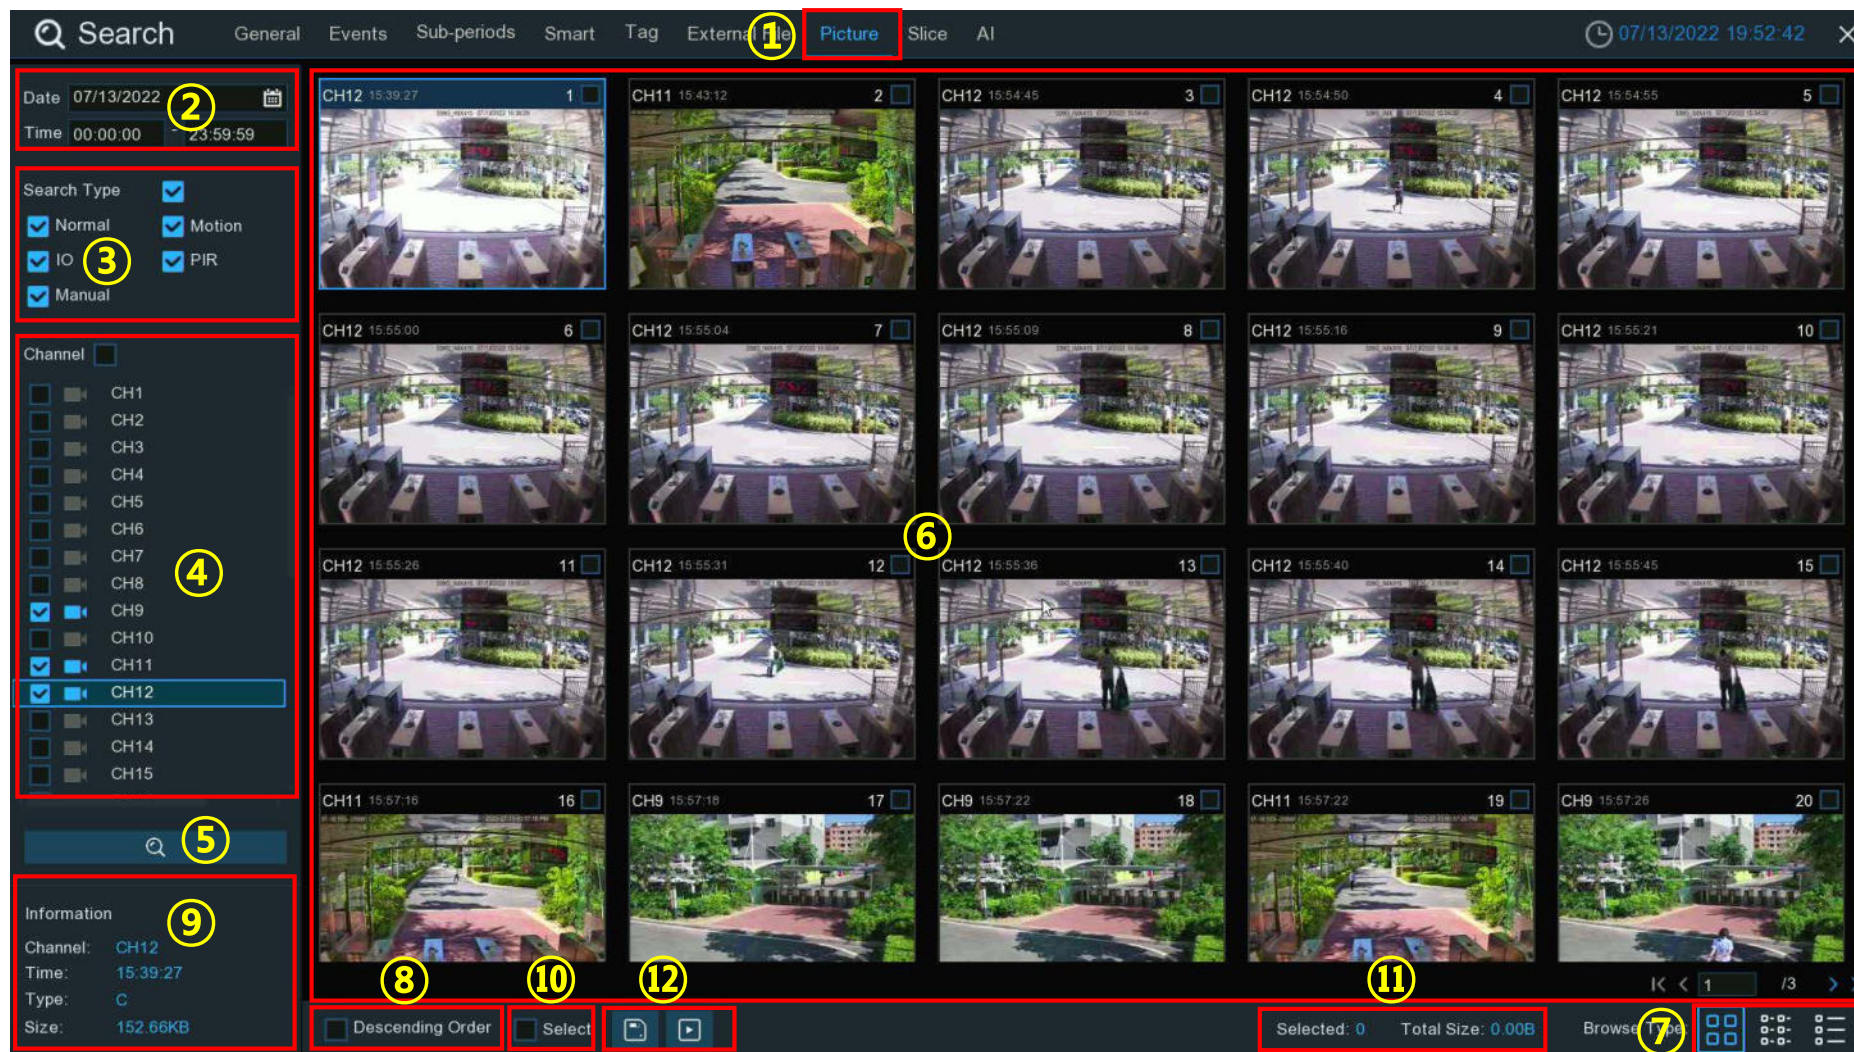 Search General Events Sub-periods Smart Tag External File ① Picture Slice AI 07/13/2022 19:52:42
Date 07/13/2022 ②
Time 00:00:00 - 23:59:59
Search Type
Normal Motion
IO ③ PIR
Manual
Channel
CH1
CH2
CH3
CH4
CH5
CH6
CH7
④
CH8
CH9
CH10
CH11
CH12
CH13
CH14
CH15
⑤
Information ⑨
Channel: CH12
Time: 15:39:27
Type: C
Size: 152.66KB
CH12 15:39:27 1 CH11 15:43:12 2 CH12 15:54:45 3 CH12 15:54:50 4 CH12 15:54:55 5
CH12 15:55:00 6 CH12 15:55:04 7 CH12 15:55:09 8 CH12 15:55:16 9 CH12 15:55:21 10
⑥
CH12 15:55:26 11 CH12 15:55:31 12 CH12 15:55:36 13 CH12 15:55:40 14 CH12 15:55:45 15
CH11 15:57:16 16 CH9 15:57:18 17 CH9 15:57:22 18 CH11 15:57:22 19 CH9 15:57:26 20
⑧ ⑩ ⑫ ⑪
1 /3
Descending Order Select Selected: 0 Total Size: 0.00B Browse Type: ⑦